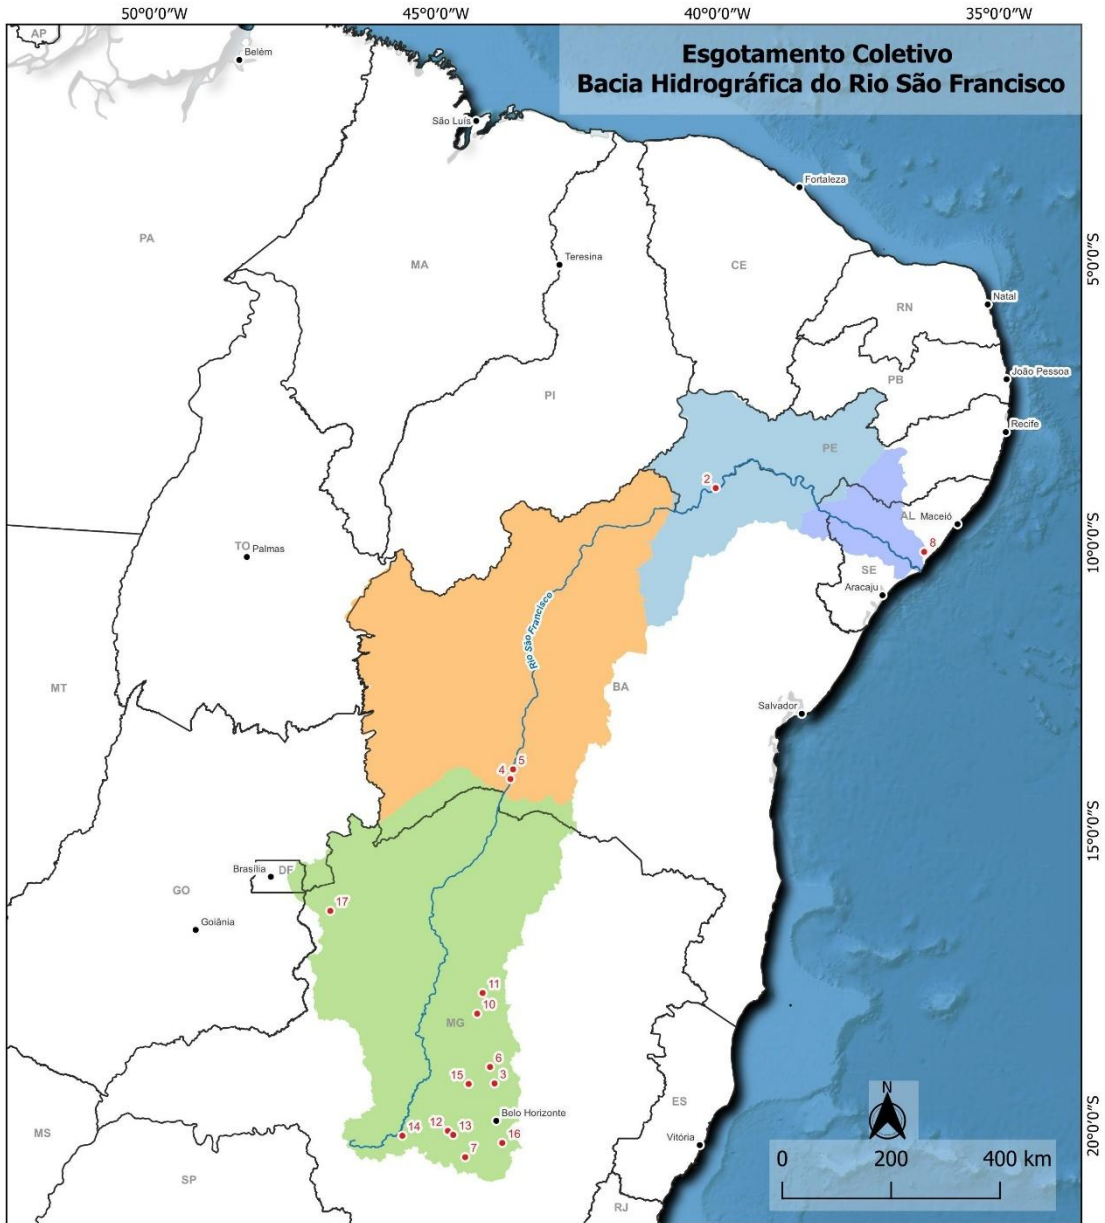 50°0'0"W
45°0'0"W
40°0'0"W
35°0'0"W
Esgotamento Coletivo
Bacia Hidrográfica do Rio São Francisco
AP
Belém
São Luís
Fortaleza
PA
MA
Teresina
CE
5°0'0"S
RN
Natal
PB
João Pessoa
PI
Recife
PE
2
AL
Maceió
10°0'0"S
TO
Palmas
8
SE
Aracaju
Rio São Francisco
MT
BA
Salvador
5
4
15°0'0"S
Brasília
DF
GO
17
Goiânia
11
10
MG
6
15
3
ES
N
Belo Horizonte
MS
14
12
13
16
Vitória
20°0'0"S
7
0
200
400 km
SP
RJ